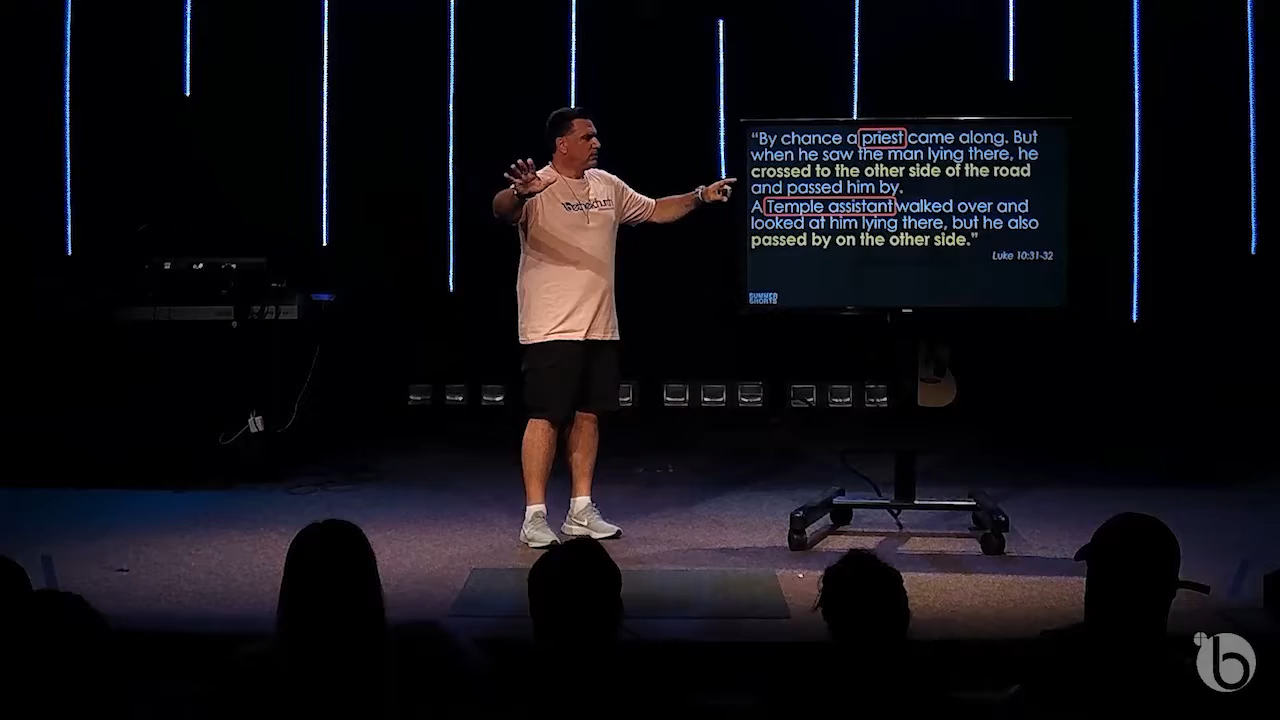 "By chance a priest came along. But
when he saw the man lying there, he
crossed to the other side of the road
and passed him by.
A Temple assistant walked over and
looked at him lying there, but he also
passed by on the other side."
Luke 10:31-32
SUMMER
SHORTS
b